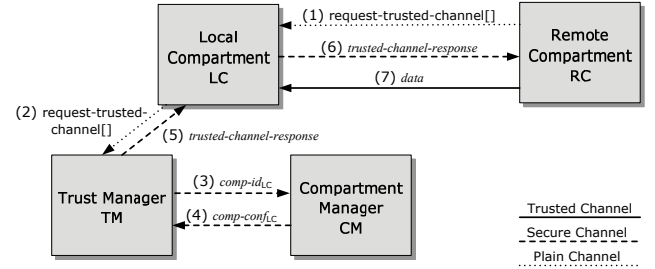 (1) request-trusted-channel[]
Local
Compartment
LC
(6) trusted-channel-response
Remote
Compartment
RC
(7) data
(2) request-trusted-
channel[]
(5) trusted-channel-response
Trust Manager
TM
(3) comp-idLC
(4) comp-confLC
Compartment
Manager
CM
Trusted Channel
Secure Channel
Plain Channel